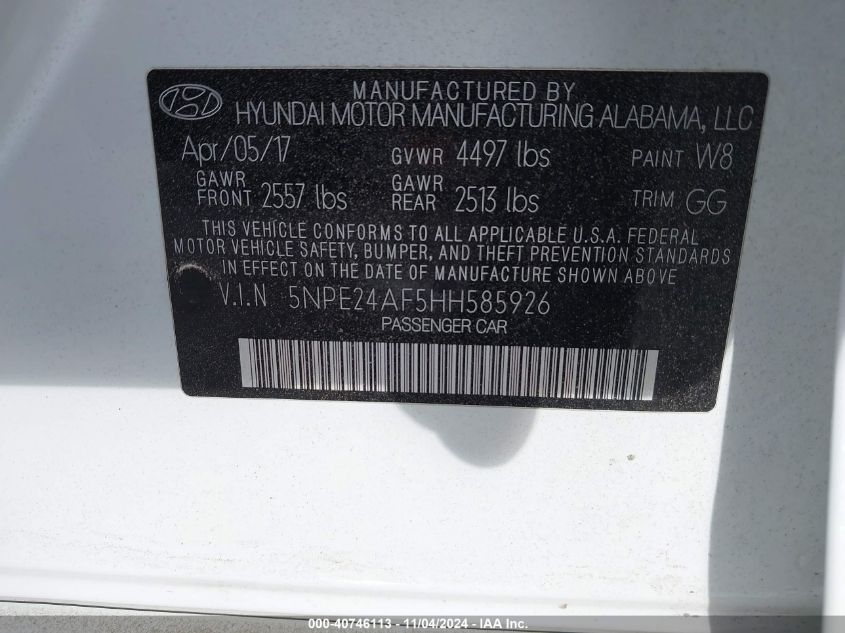 MANUFACTURED BY
HYUNDAI MOTOR MANUFACTURING ALABAMA, LLC
Apr/05/17 GVWR 4497 lbs PAINT W8
GAWR FRONT 2557 lbs GAWR REAR 2513 lbs TRIM GG
THIS VEHICLE CONFORMS TO ALL APPLICABLE U.S.A. FEDERAL
MOTOR VEHICLE SAFETY, BUMPER, AND THEFT PREVENTION STANDARDS
IN EFFECT ON THE DATE OF MANUFACTURE SHOWN ABOVE
V.I.N 5NPE24AF5HH585926
PASSENGER CAR
000-40746113 - 11/04/2024 - IAA Inc.